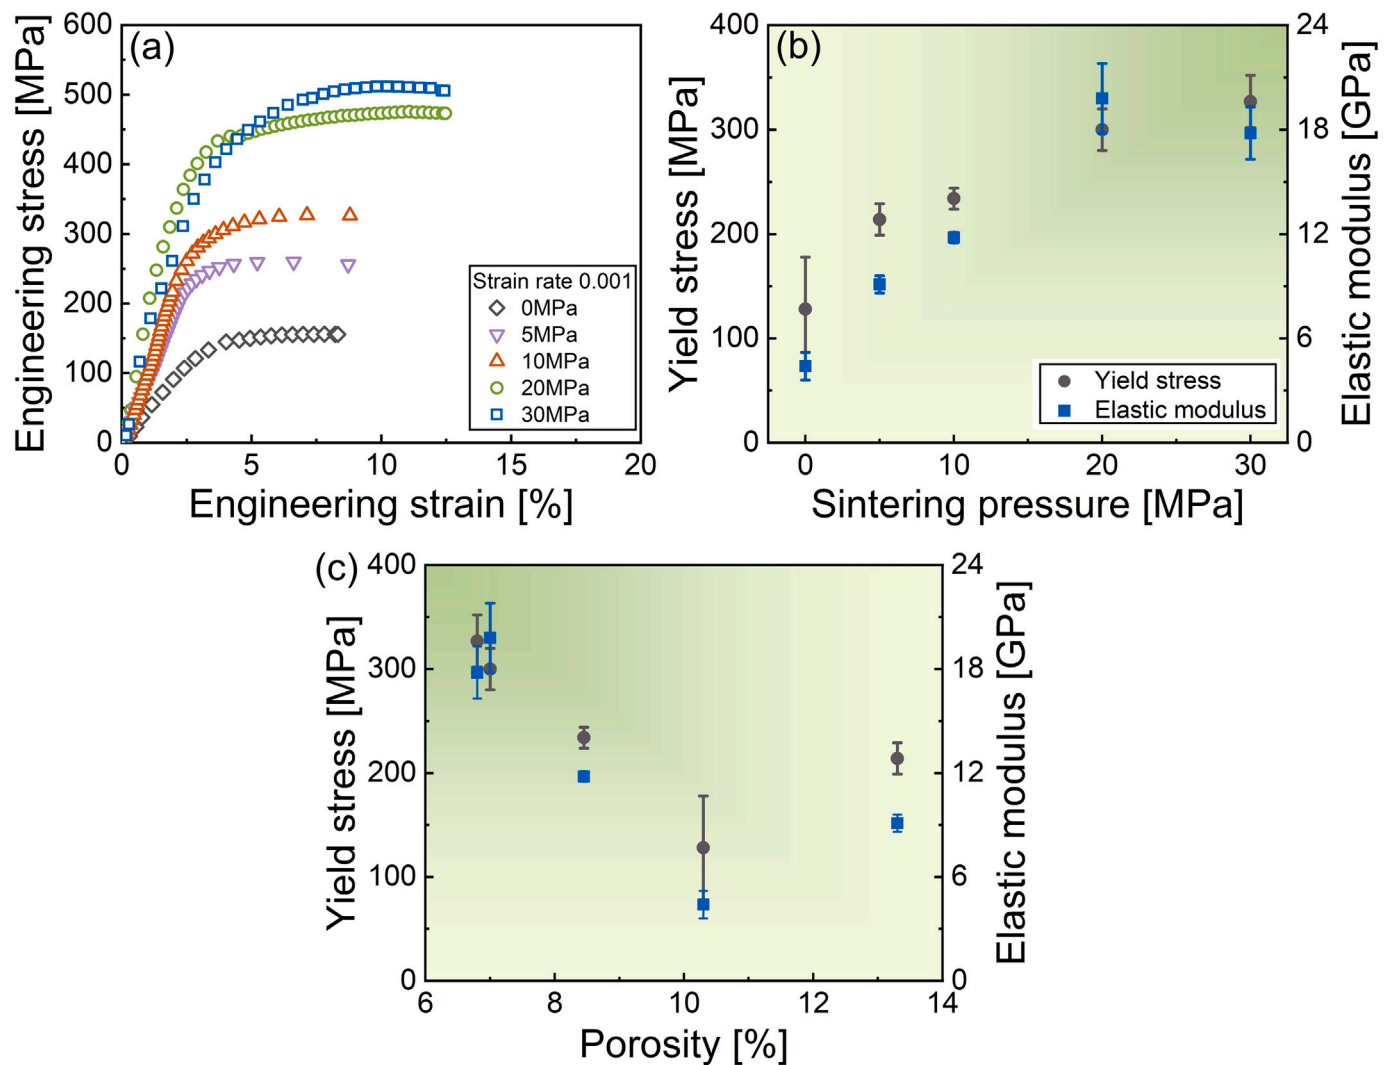 (a)
600
500
400
300
200
100
0
Engineering stress [MPa]
Strain rate 0.001
0MPa
5MPa
10MPa
20MPa
30MPa
0 5 10 15 20
Engineering strain [%]
(b)
400
300
200
100
0
Yield stress [MPa]
24
18
12
6
0
Elastic modulus [GPa]
Yield stress
Elastic modulus
0 10 20 30
Sintering pressure [MPa]
(c)
400
300
200
100
0
Yield stress [MPa]
24
18
12
6
0
Elastic modulus [GPa]
6 8 10 12 14
Porosity [%]